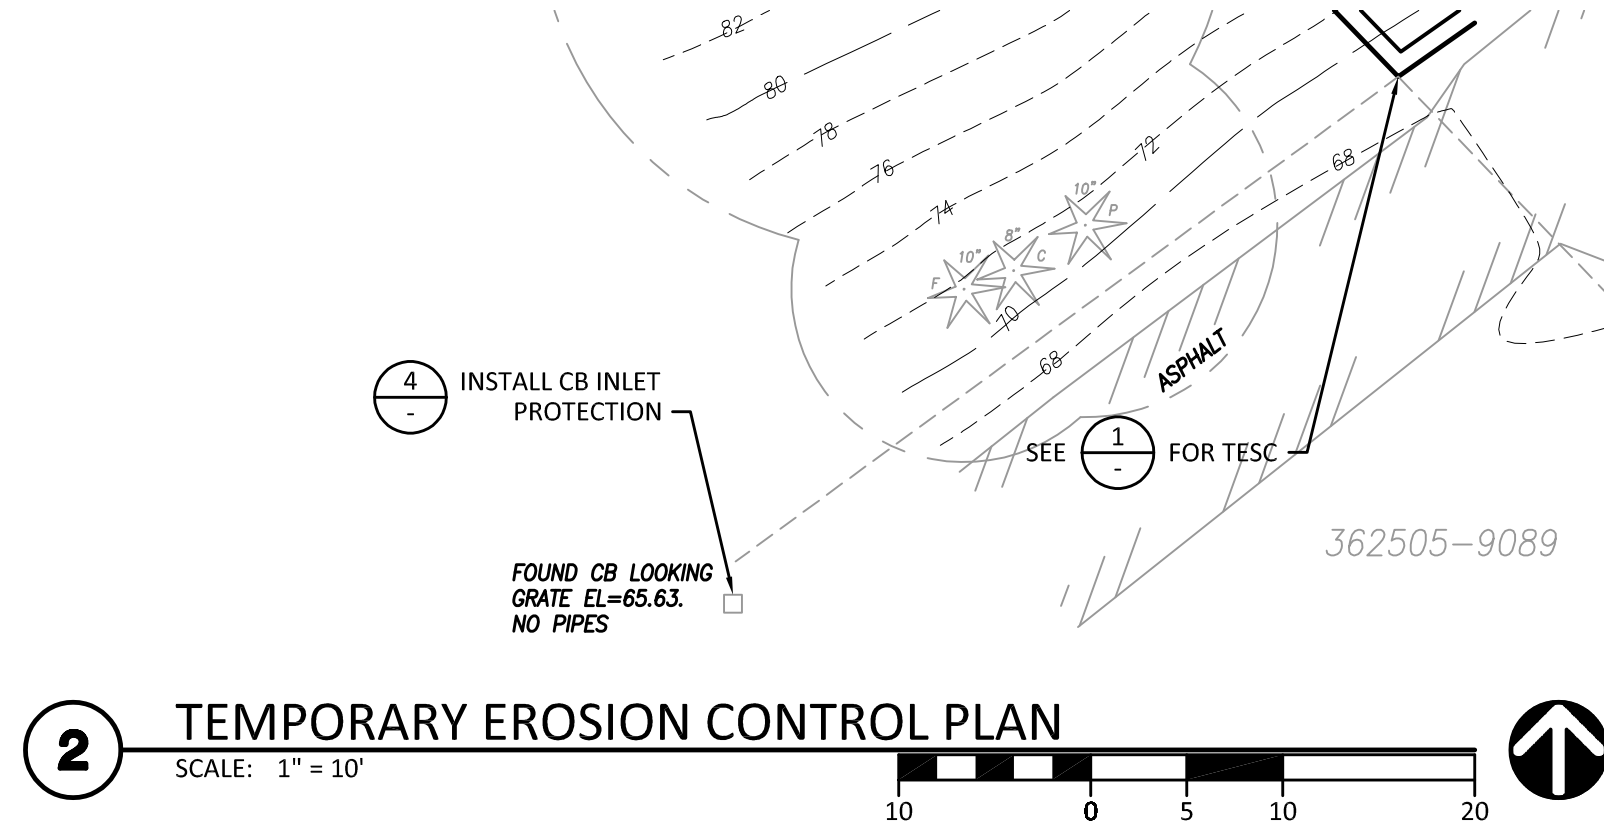 82
80
78
76
74
72
68
10"
P
8"
C
10"
F
70
68
ASPHALT
4
-
INSTALL CB INLET
PROTECTION
SEE
1
-
FOR TESC
362505-9089
FOUND CB LOOKING
GRATE EL=65.63.
NO PIPES
2
TEMPORARY EROSION CONTROL PLAN
SCALE: 1" = 10'
10 0 5 10 20